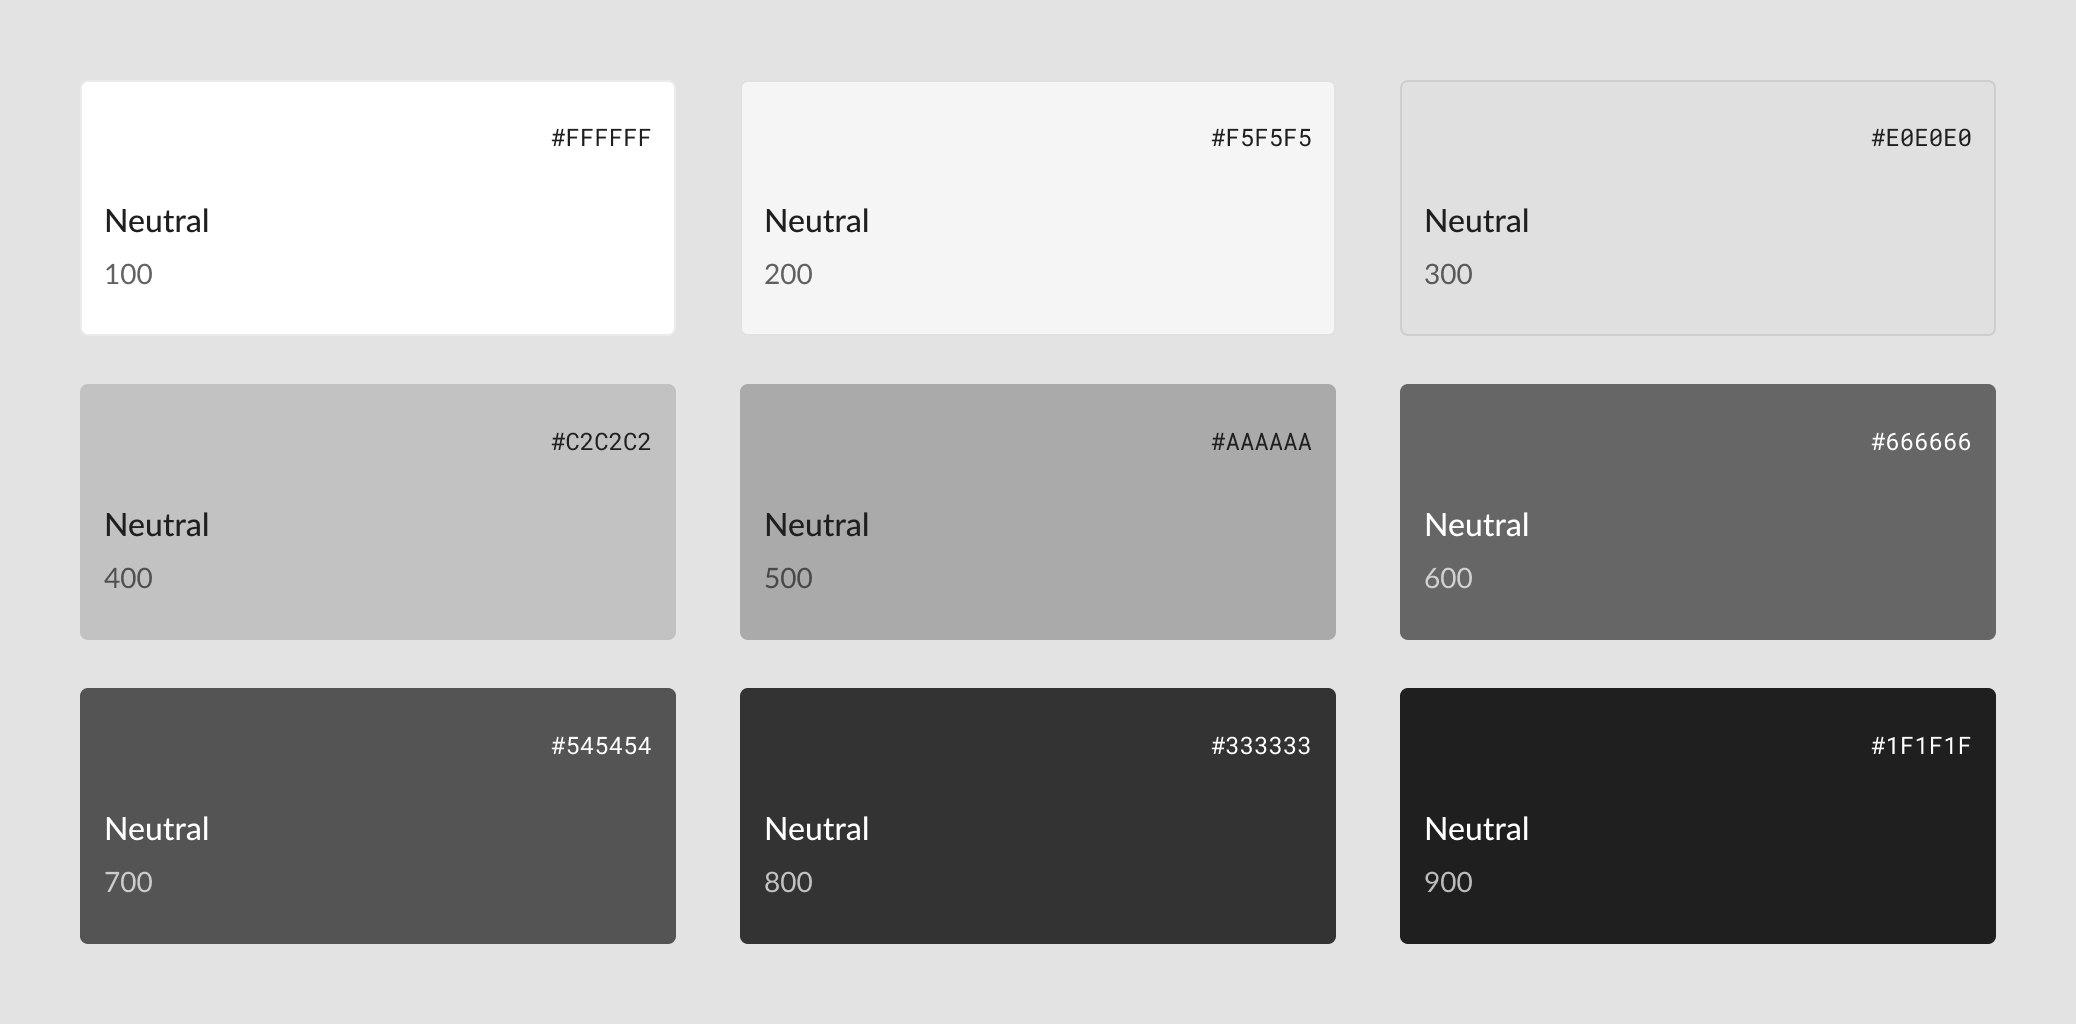 #FFFFFF
Neutral
100
#F5F5F5
Neutral
200
#E0E0E0
Neutral
300
#C2C2C2
Neutral
400
#AAAAAA
Neutral
500
#666666
Neutral
600
#545454
Neutral
700
#333333
Neutral
800
#1F1F1F
Neutral
900